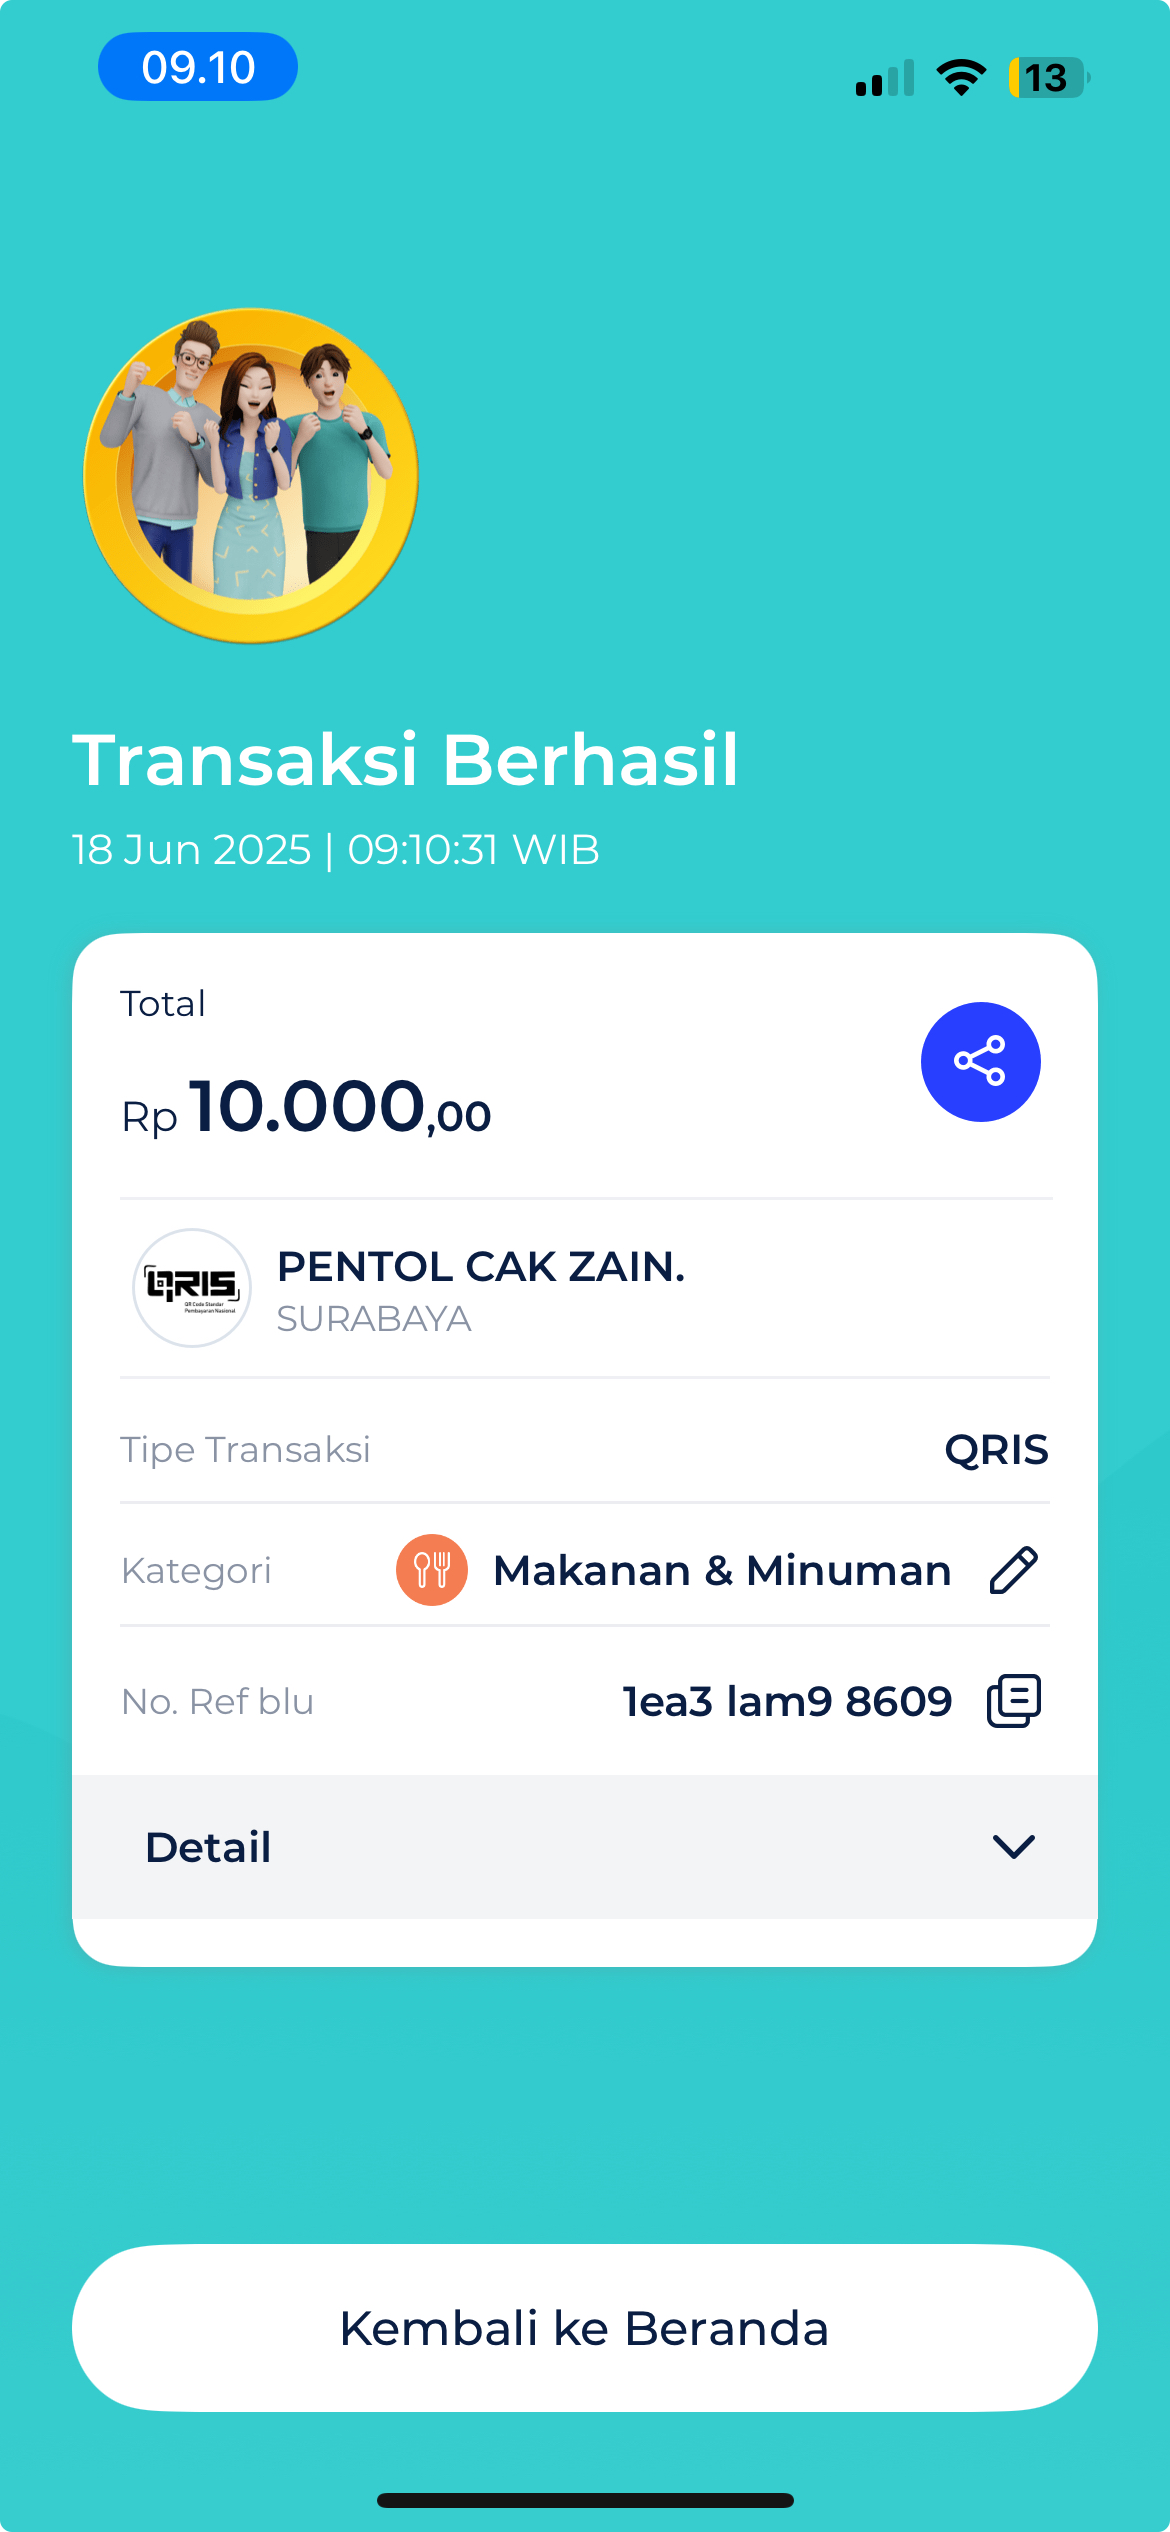 09.10
13
Transaksi Berhasil
18 Jun 2025 | 09:10:31 WIB
Total
Rp 10.000,00
QRIS
QR Code Standar
Pembayaran Nasional
PENTOL CAK ZAIN.
SURABAYA
Tipe Transaksi QRIS
Kategori Makanan & Minuman
No. Ref blu 1ea3 lam9 8609
Detail
Kembali ke Beranda